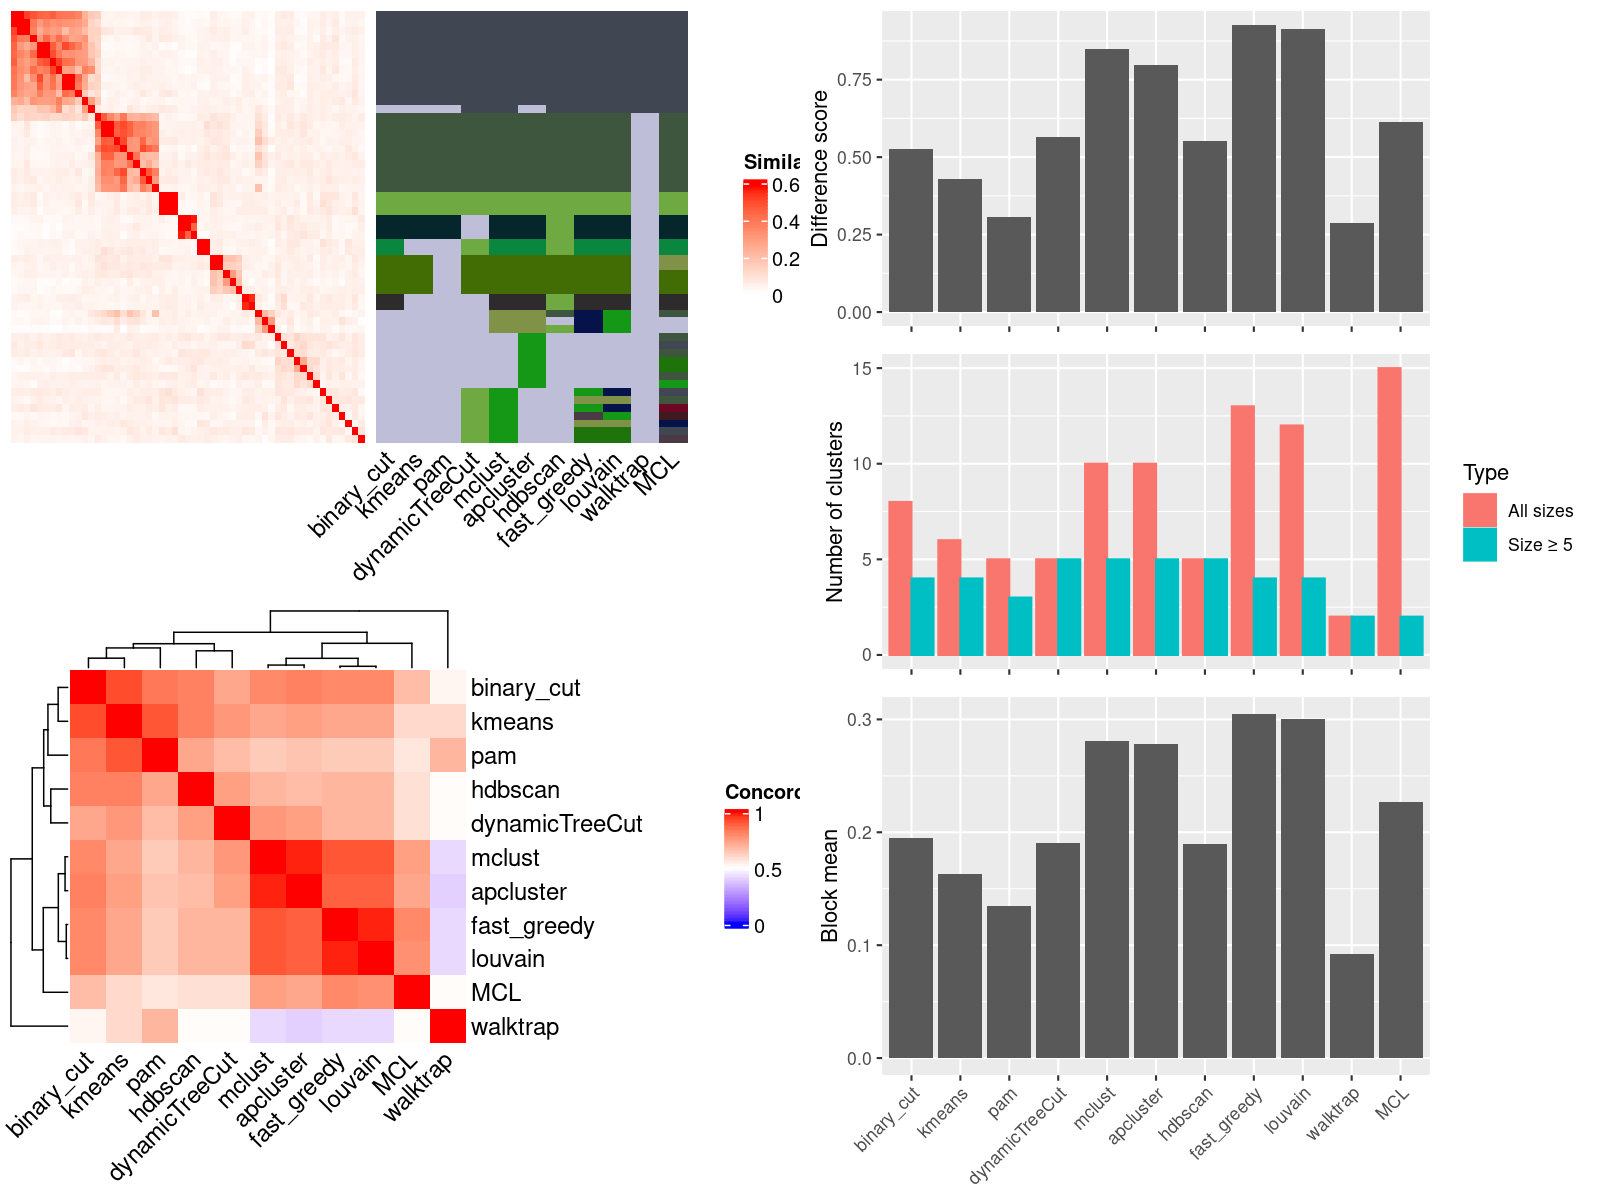 Simila
0.6
0.4
0.2
0
binary_cut
kmeans
pam
dynamicTreeCut
mclust
apcluster
hdbscan
fast_greedy
louvain
walktrap
MCL
binary_cut
kmeans
pam
hdbscan
dynamicTreeCut
mclust
apcluster
fast_greedy
louvain
MCL
walktrap
binary_cut
kmeans
pam
hdbscan
dynamicTreeCut
mclust
apcluster
fast_greedy
louvain
MCL
walktrap
Concord
1
0.5
0
Difference score
0.75
0.50
0.25
0.00
Number of clusters
15
10
5
0
Type
All sizes
Size ≥ 5
Block mean
0.3
0.2
0.1
0.0
binary_cut
kmeans
pam
dynamicTreeCut
mclust
apcluster
hdbscan
fast_greedy
louvain
walktrap
MCL